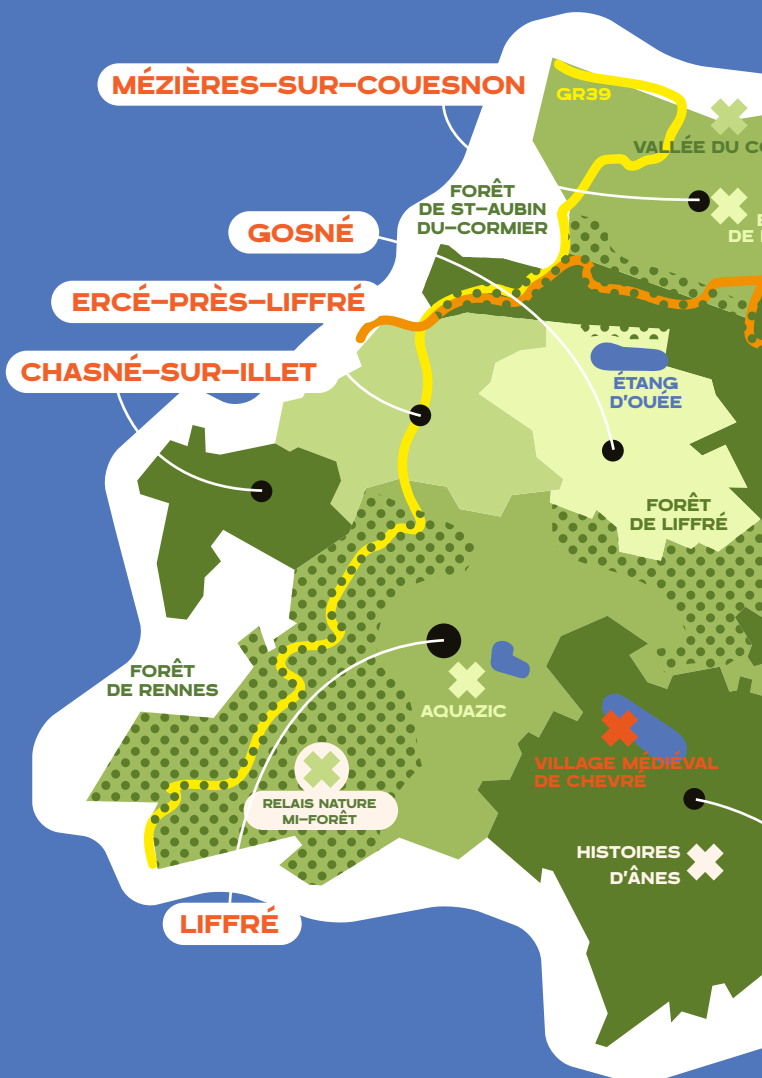 MÉZIÈRES–SUR–COUESNON
GR39
VALLÉE DU
FORÊT
DE ST–AUBIN
DU–CORMIER
DE
GOSNÉ
ERCÉ–PRÈS–LIFFRÉ
CHASNÉ–SUR–ILLET
ÉTANG
D'OUÉE
FORÊT
DE LIFFRÉ
FORÊT
DE RENNES
AQUAZIC
VILLAGE MÉDIÉVAL
DE CHEVRÉ
RELAIS NATURE
MI–FORÊT
HISTOIRES
D'ÂNES
LIFFRÉ